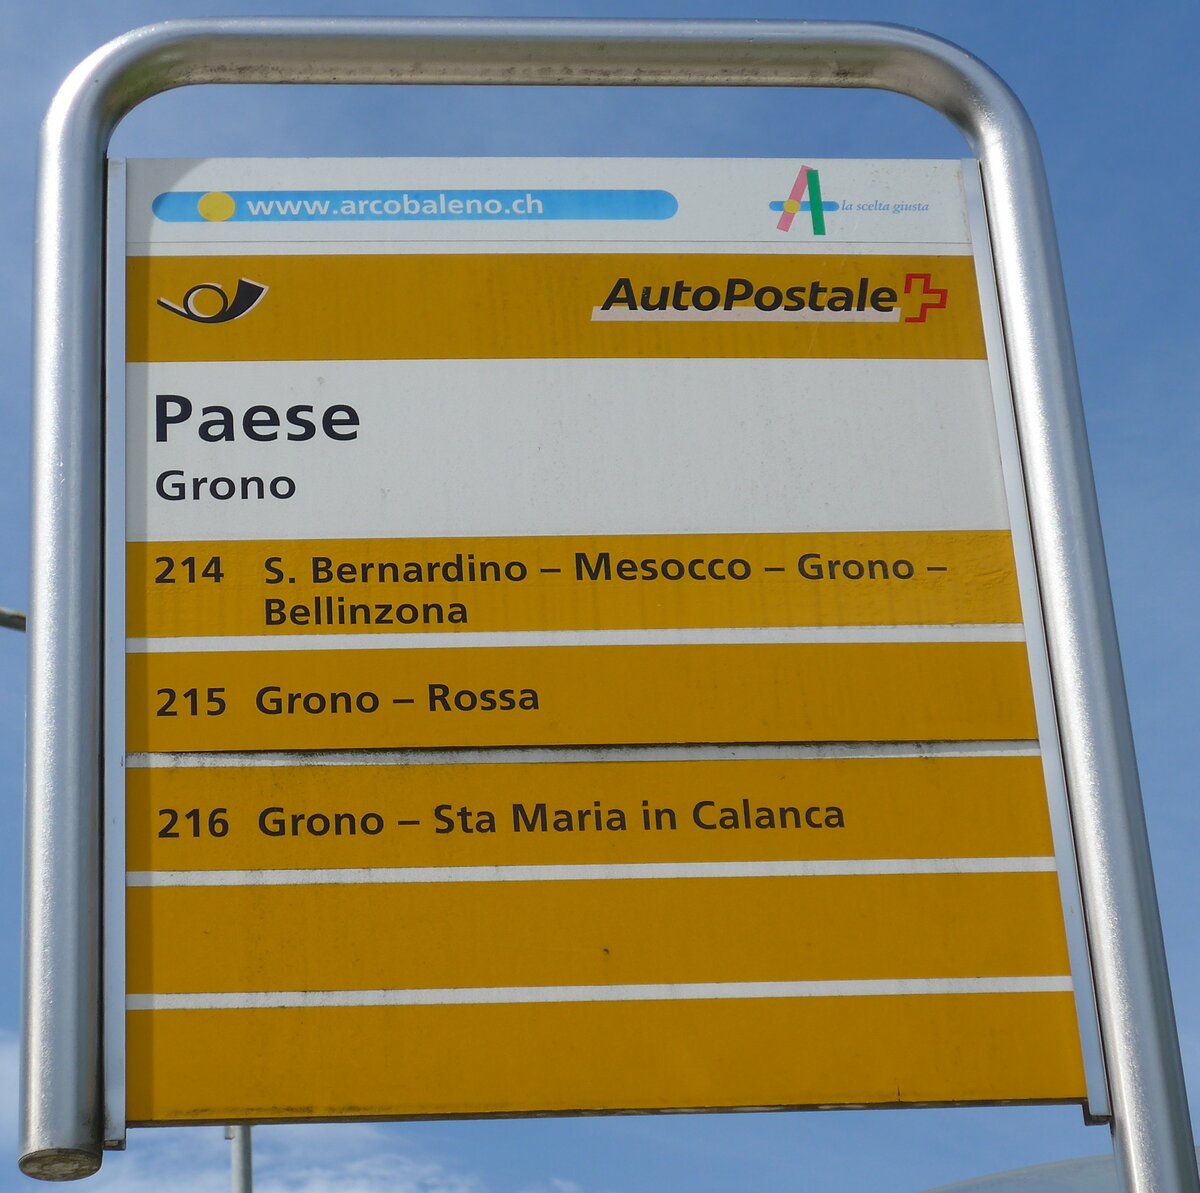 www.arcobaleno.ch
la scelta giusta
AutoPostale
Paese
Grono
214 S. Bernardino – Mesocco – Grono –
Bellinzona
215 Grono – Rossa
216 Grono – Sta Maria in Calanca